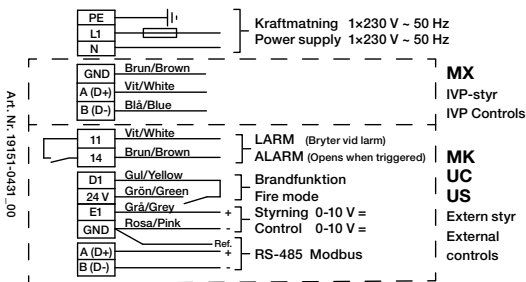 PE
L1
N
Kraftmatning 1×230 V ~ 50 Hz
Power supply 1×230 V ~ 50 Hz
Art. Nr. 19151-0431_00
GND Brun/Brown
A (D+) Vit/White
B (D-) Blå/Blue
MX
IVP-styr
IVP Controls
11 Vit/White
14 Brun/Brown
LARM (Bryter vid larm)
ALARM (Opens when triggered)
D1 Gul/Yellow
24 V Grön/Green
Brandfunktion
Fire mode
E1 Grå/Grey +
GND Rosa/Pink -
Styrning 0-10 V =
Control 0-10 V =
Ref.
A (D+) +
B (D-) -
RS-485 Modbus
MK
UC
US
Extern styr
External
controls